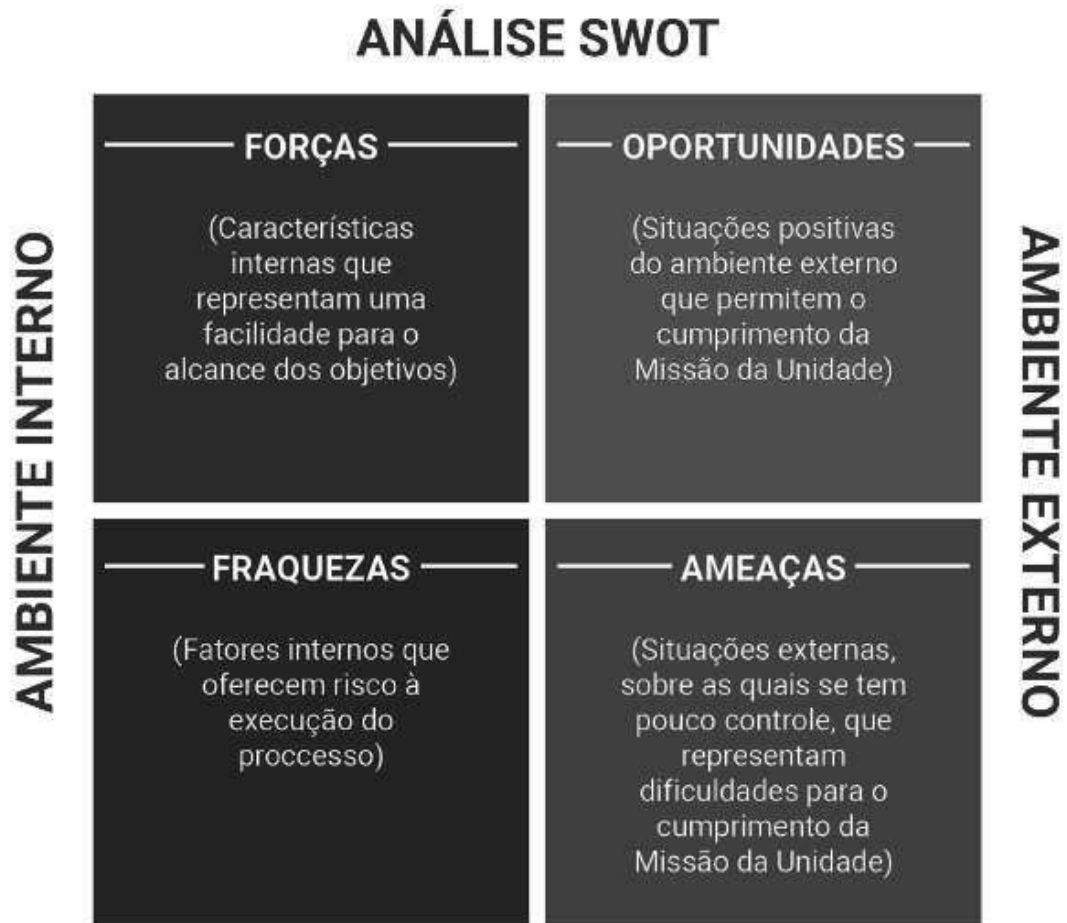 ANÁLISE SWOT
AMBIENTE INTERNO
FORÇAS
(Características
internas que
representam uma
facilidade para o
alcance dos objetivos)
OPORTUNIDADES
(Situações positivas
do ambiente externo
que permitem o
cumprimento da
Missão da Unidade)
FRAQUEZAS
(Fatores internos que
oferecem risco à
execução do
proccesso)
AMEAÇAS
(Situações externas,
sobre as quais se tem
pouco controle, que
representam
dificuldades para o
cumprimento da
Missão da Unidade)
AMBIENTE EXTERNO